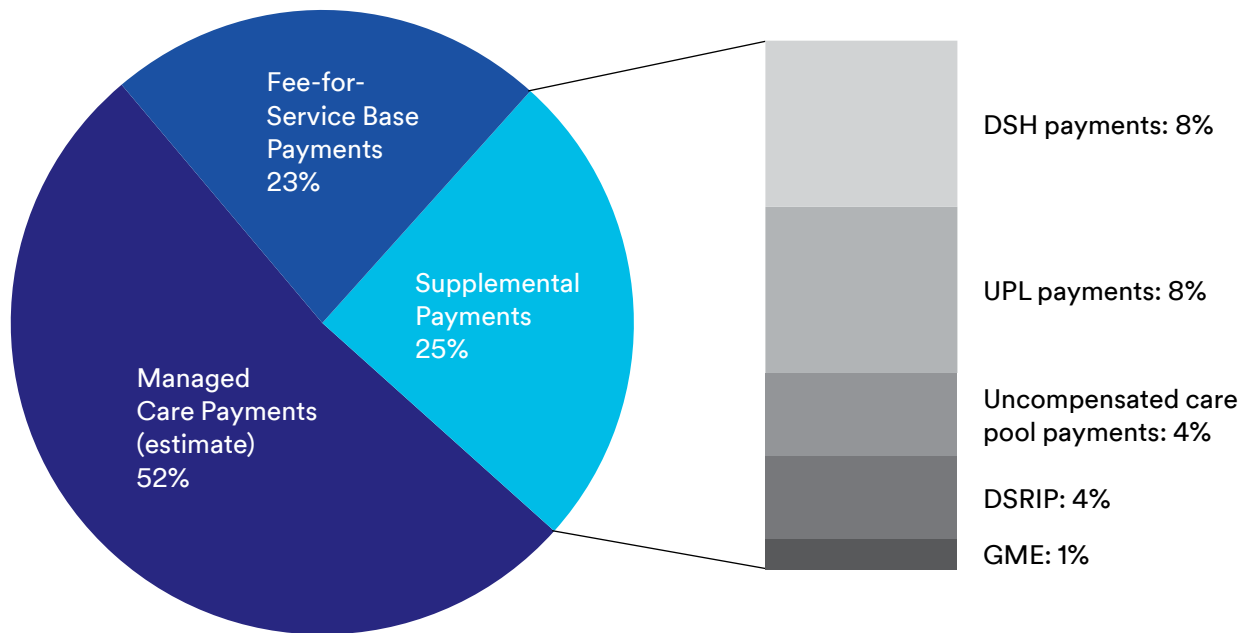 Fee-for-
Service Base
Payments
23%
Supplemental
Payments
25%
Managed
Care Payments
(estimate)
52%
DSH payments: 8%
UPL payments: 8%
Uncompensated care
pool payments: 4%
DSRIP: 4%
GME: 1%